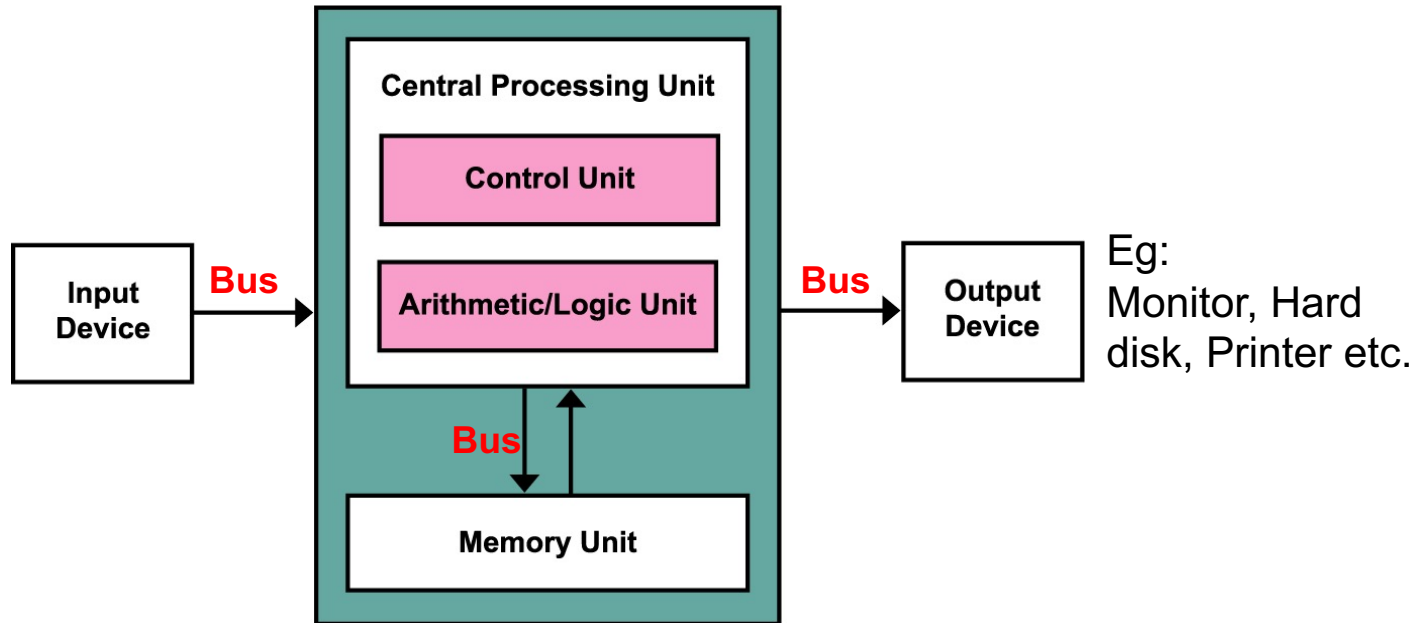 Central Processing Unit
Control Unit
Arithmetic/Logic Unit
Input
Device
Bus
Bus
Output
Device
Eg:
Monitor, Hard
disk, Printer etc.
Bus
Memory Unit